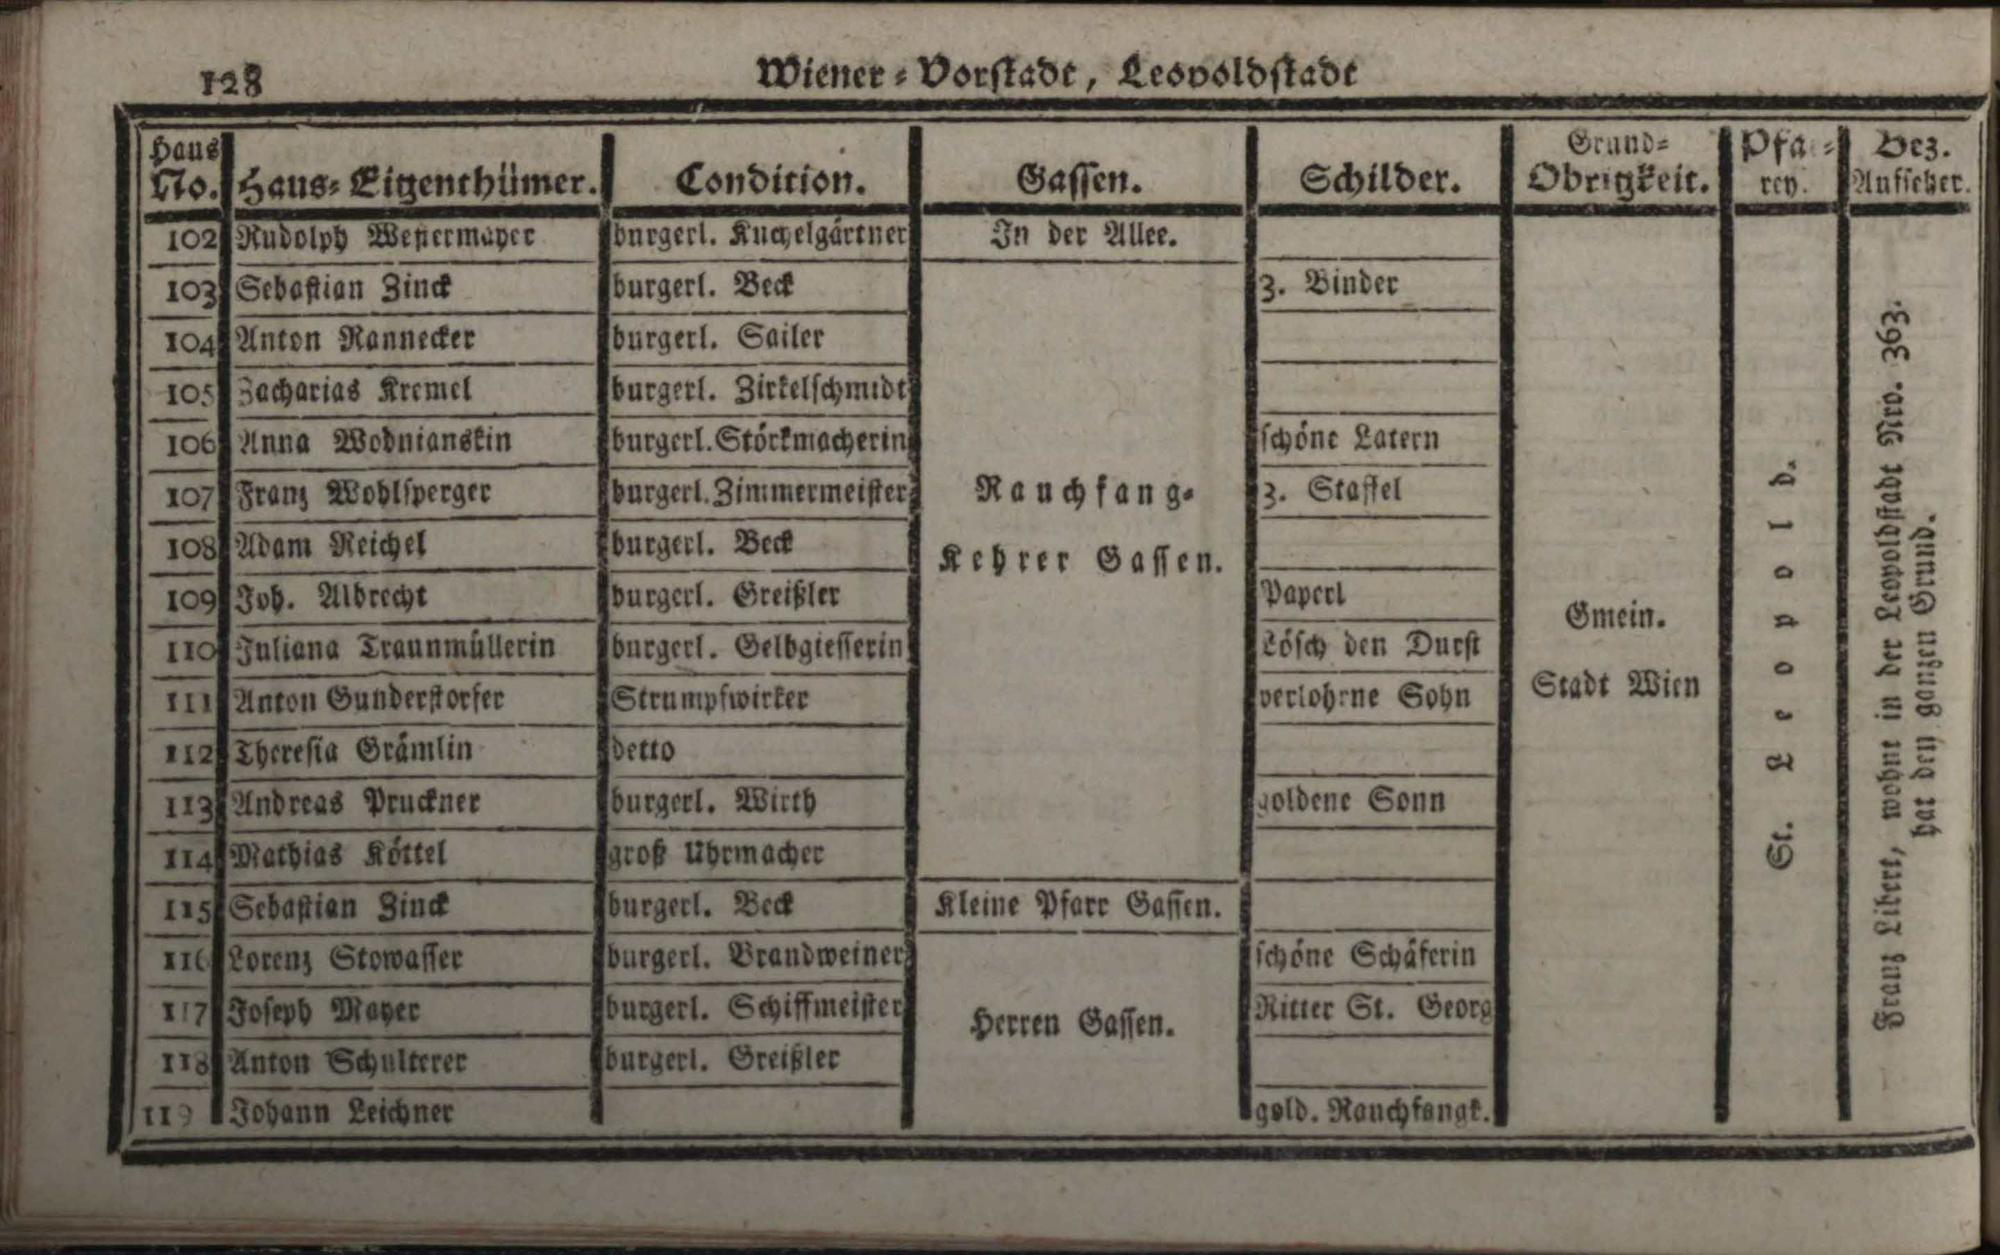 128
Wiener-Vorstadt, Leopoldstadt
Haus No. Haus-Eigenthümer. Condition. Gassen. Schilder. Grund-Obrigkeit. Pfarrey. Bez. Aufseher.
102 Rudolph Westermayer burgerl. Kuchelgärtner In der Allee.
103 Sebastian Zinck burgerl. Beck z. Binder
104 Anton Rannecker burgerl. Sailer
105 Zacharias Kremel burgerl. Zirkelschmidt
106 Anna Wodnianskin burgerl. Störkmacherin schöne Latern
107 Franz Wohlsperger burgerl. Zimmermeister Rauchfang- z. Staffel
108 Adam Reichel burgerl. Beck Kehrer Gassen.
109 Joh. Albrecht burgerl. Greißler Paperl
110 Juliana Traunmüllerin burgerl. Gelbgiesserin Lösch den Durst
111 Anton Gunderstorfer Strumpfwirker verlohrne Sohn
112 Theresia Grämlin detto
113 Andreas Pruckner burgerl. Wirth goldene Sonn
114 Mathias Köttel groß Uhrmacher
115 Sebastian Zinck burgerl. Beck Kleine Pfarr Gassen.
116 Lorenz Stowasser burgerl. Brandweiner schöne Schäferin
117 Joseph Mayer burgerl. Schiffmeister Herren Gassen. Ritter St. Georg
118 Anton Schulterer burgerl. Greißler
119 Johann Leichner gold. Rauchfangk.
Gmein.
Stadt Wien
St. Leopold.
Franz Libert, wohnt in der Leopoldstadt Nro. 363.
hat den ganzen Grund.